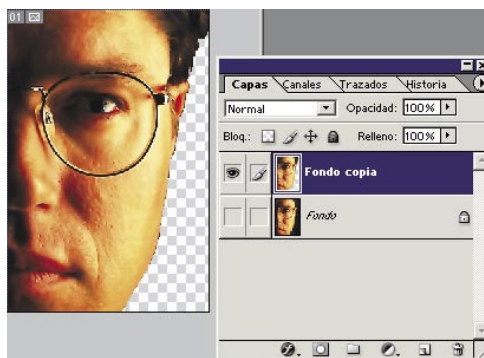 01
Capas Canales Trazados Historia
Normal Opacidad: 100%
Bloq.: Relleno: 100%
Fondo copia
Fondo